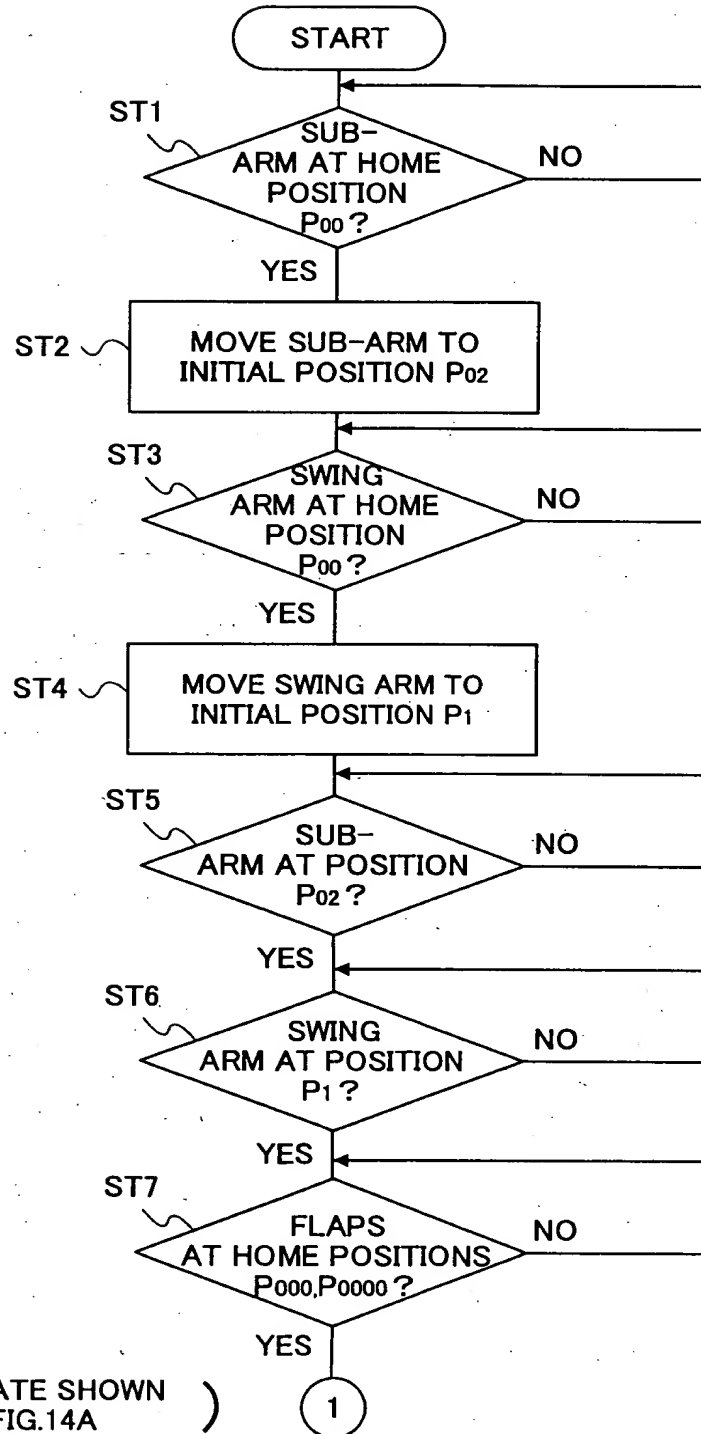 START
ST1
SUB-
ARM AT HOME
POSITION
P00?
NO
YES
ST2
MOVE SUB-ARM TO
INITIAL POSITION P02
ST3
SWING
ARM AT HOME
POSITION
P00?
NO
YES
ST4
MOVE SWING ARM TO
INITIAL POSITION P1
ST5
SUB-
ARM AT POSITION
P02?
NO
YES
ST6
SWING
ARM AT POSITION
P1?
NO
YES
ST7
FLAPS
AT HOME POSITIONS
P000,P0000?
NO
YES
ATE SHOWN
FIG.14A
)
1